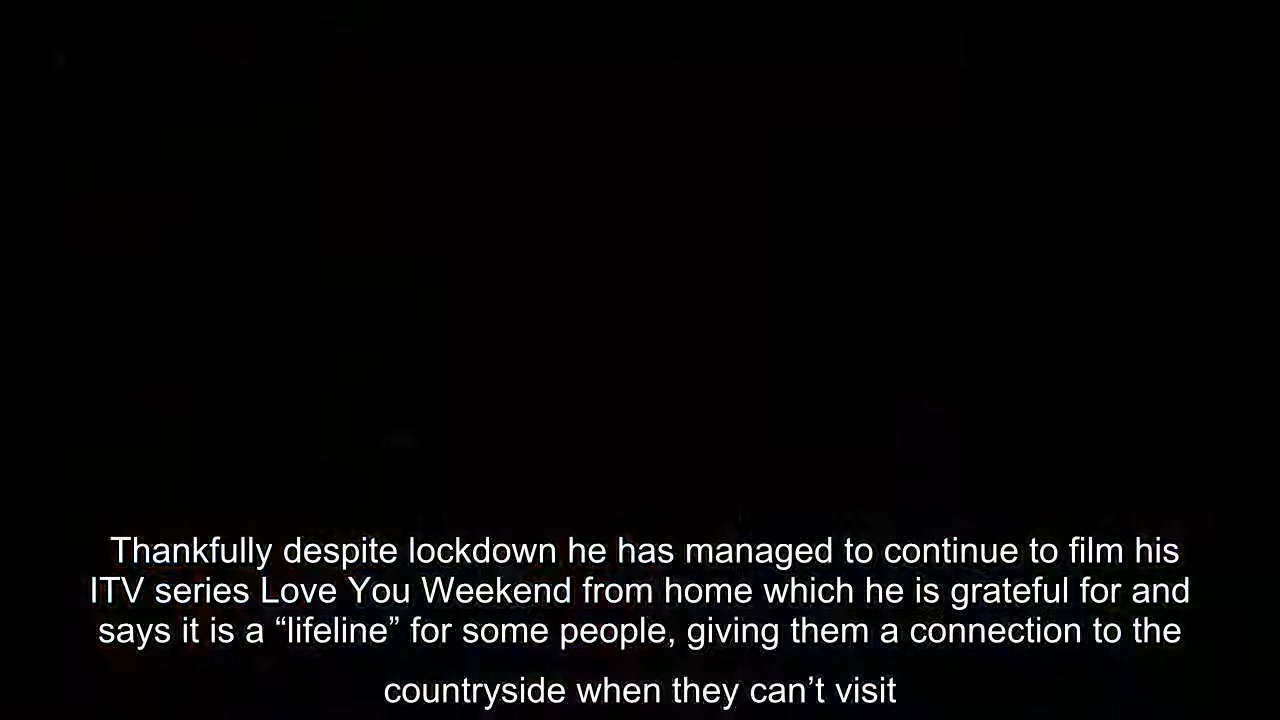 Thankfully despite lockdown he has managed to continue to film his
ITV series Love You Weekend from home which he is grateful for and
says it is a “lifeline” for some people, giving them a connection to the
countryside when they can’t visit